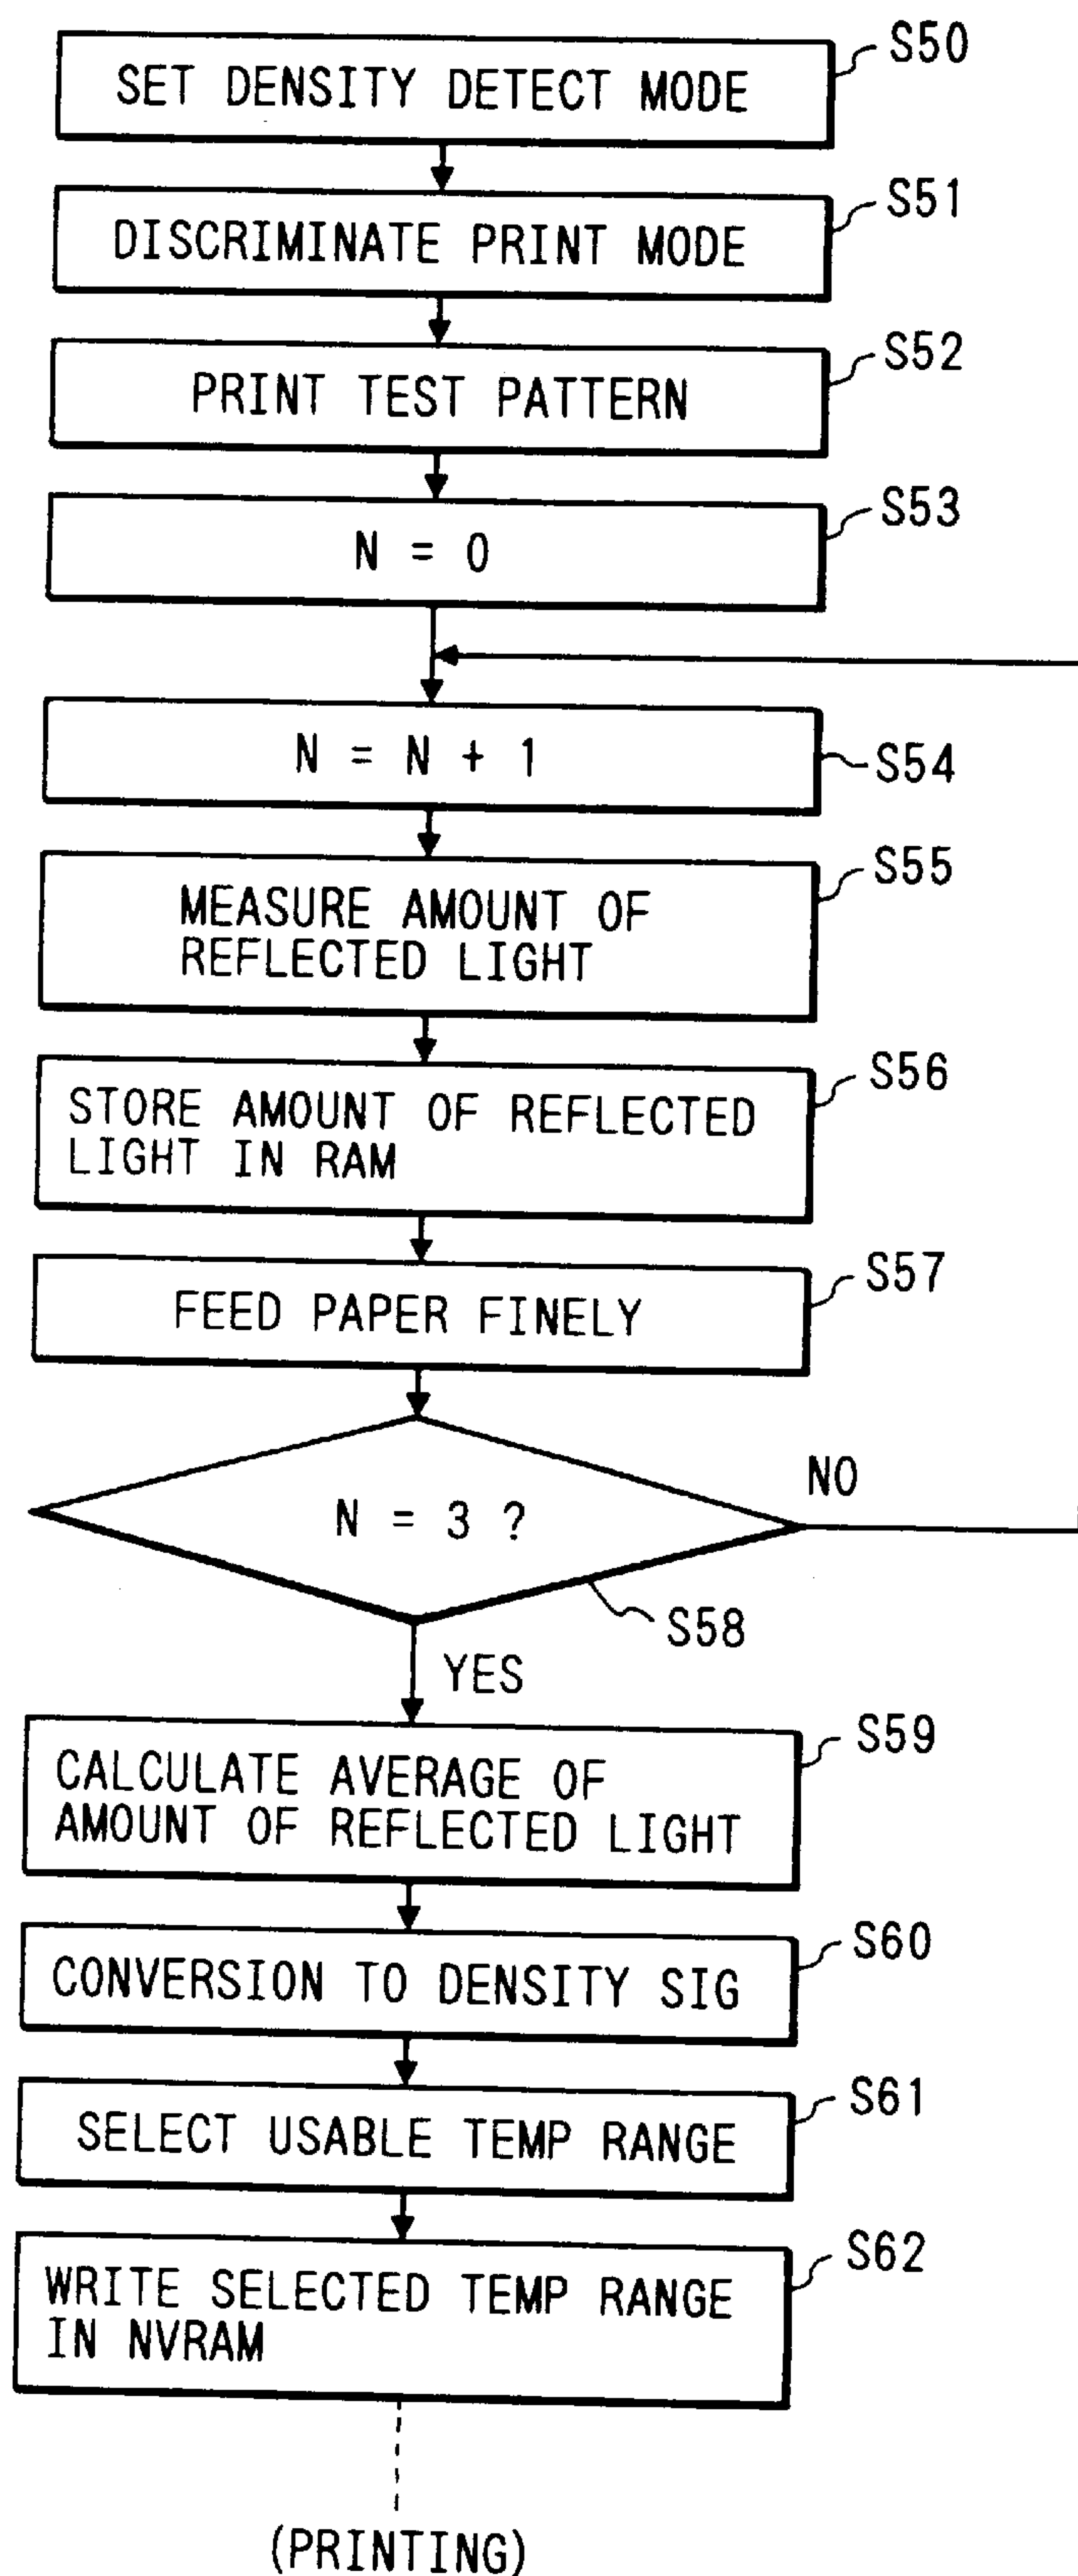 S50
SET DENSITY DETECT MODE
S51
DISCRIMINATE PRINT MODE
S52
PRINT TEST PATTERN
S53
N = 0
N = N + 1
S54
S55
MEASURE AMOUNT OF
REFLECTED LIGHT
S56
STORE AMOUNT OF REFLECTED
LIGHT IN RAM
S57
FEED PAPER FINELY
NO
N = 3 ?
S58
YES
S59
CALCULATE AVERAGE OF
AMOUNT OF REFLECTED LIGHT
S60
CONVERSION TO DENSITY SIG
S61
SELECT USABLE TEMP RANGE
S62
WRITE SELECTED TEMP RANGE
IN NVRAM
(PRINTING)